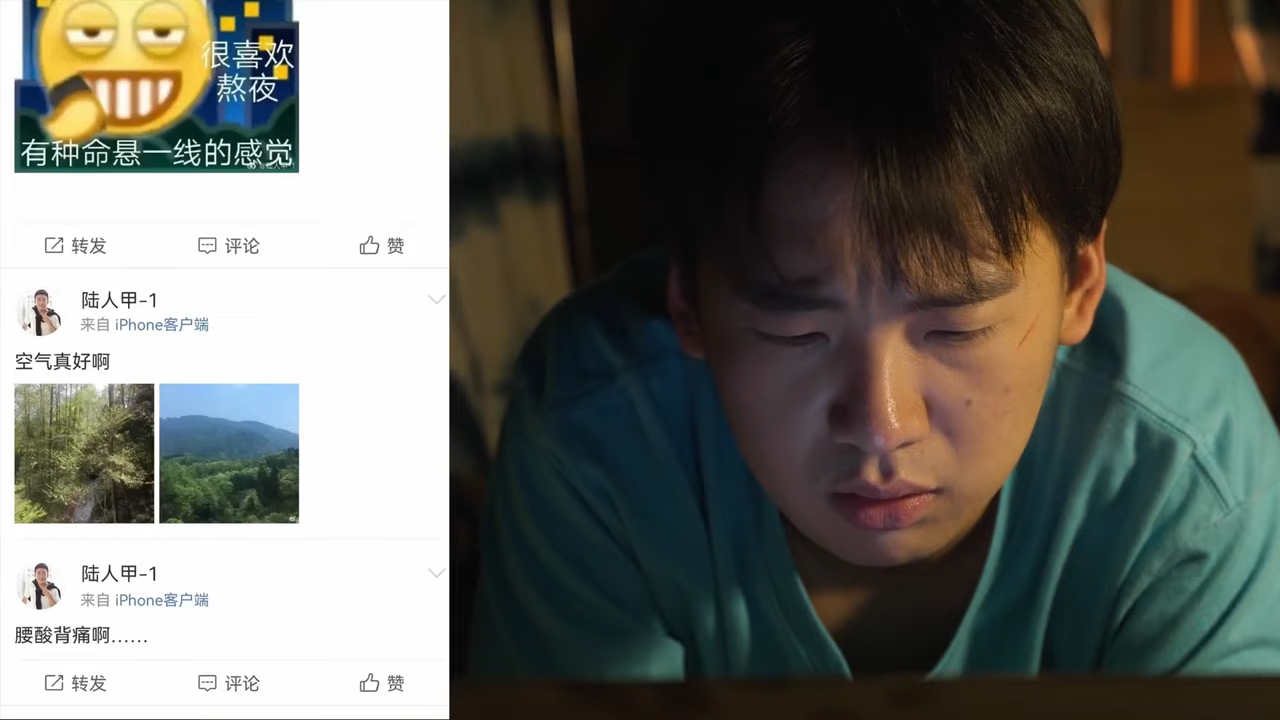 很喜欢
熬夜
有种命悬一线的感觉
转发 评论 赞
陆人甲-1
来自 iPhone客户端
空气真好啊
陆人甲-1
来自 iPhone客户端
腰酸背痛啊……
转发 评论 赞